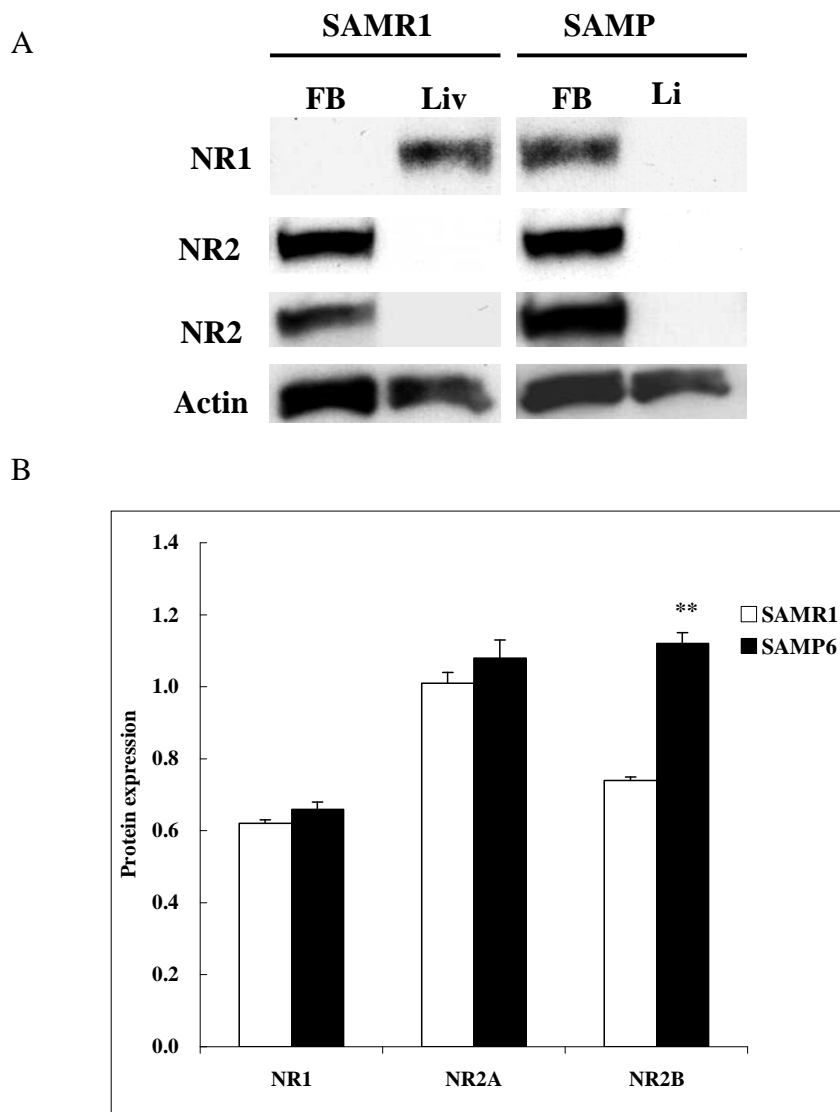 A
SAMR1 SAMP
FB Liv FB Li
NR1
NR2
NR2
Actin
B
1.4
1.2
1.0
0.8
0.6
0.4
0.2
0.0
Protein expression
**
SAMR1
SAMP6
NR1 NR2A NR2B